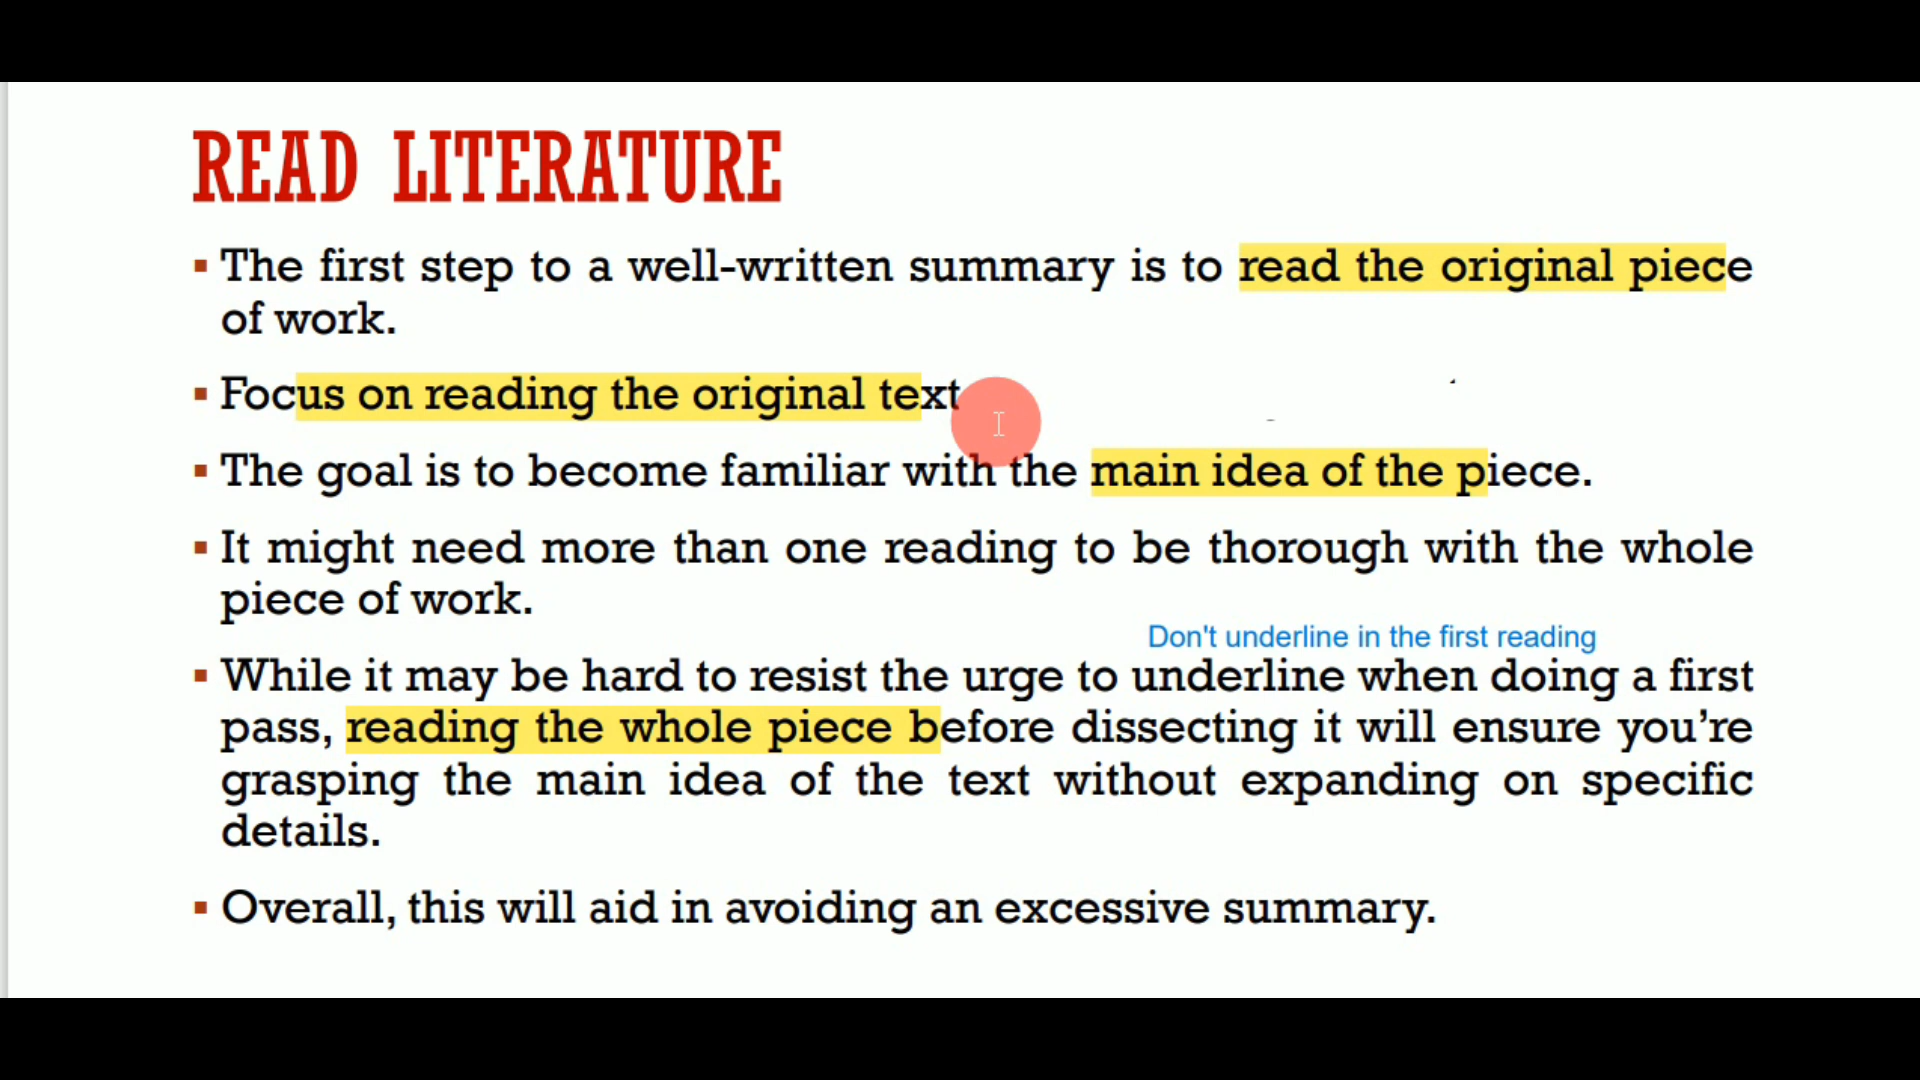 READ LITERATURE
▪ The first step to a well-written summary is to read the original piece
of work.
▪ Focus on reading the original text
▪ The goal is to become familiar with the main idea of the piece.
▪ It might need more than one reading to be thorough with the whole
piece of work.
Don't underline in the first reading
▪ While it may be hard to resist the urge to underline when doing a first
pass, reading the whole piece before dissecting it will ensure you’re
grasping the main idea of the text without expanding on specific
details.
▪ Overall, this will aid in avoiding an excessive summary.